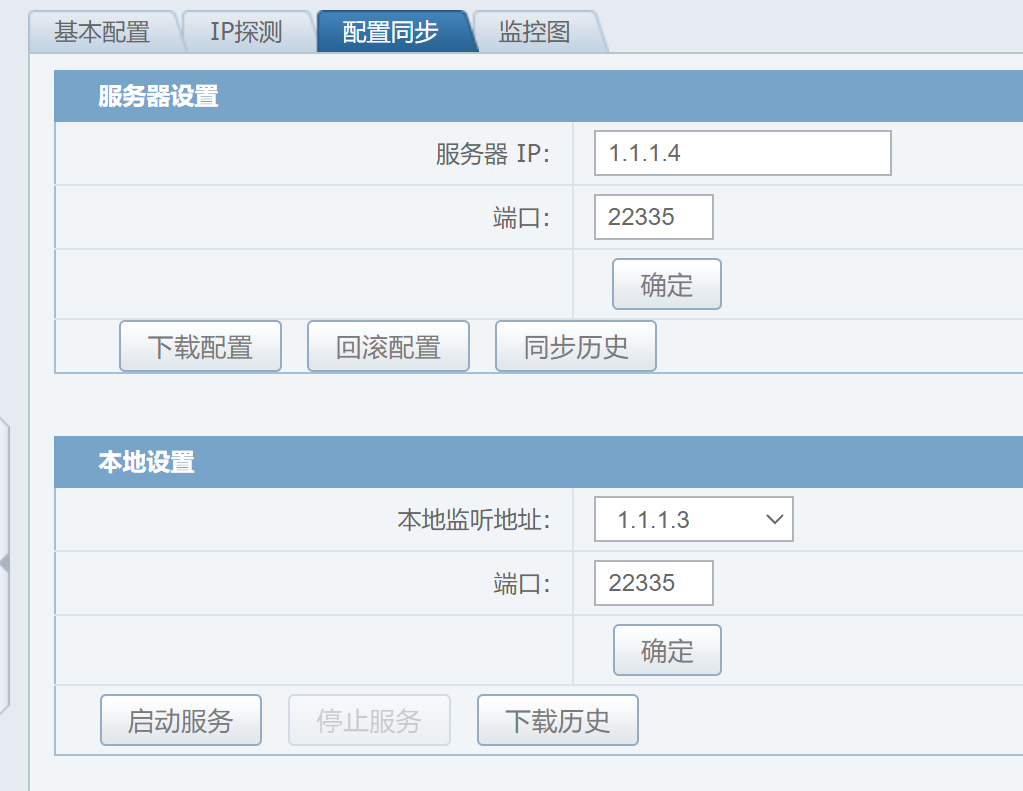 基本配置 IP探测 配置同步 监控图
服务器设置
服务器 IP: 1.1.1.4
端口: 22335
确定
下载配置 回滚配置 同步历史
本地设置
本地监听地址: 1.1.1.3
端口: 22335
确定
启动服务 停止服务 下载历史